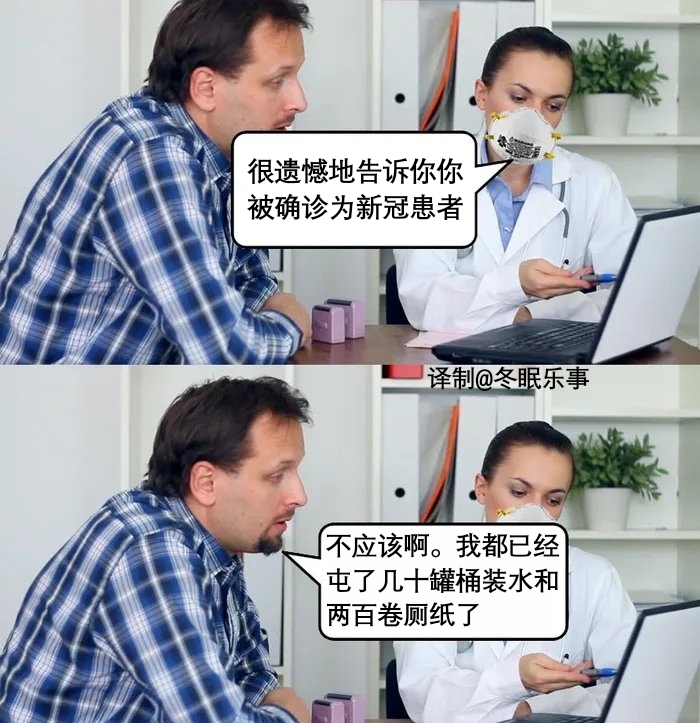 很遗憾地告诉你你
被确诊为新冠患者
译制@冬眠乐事
不应该啊。我都已经
屯了几十罐桶装水和
两百卷厕纸了